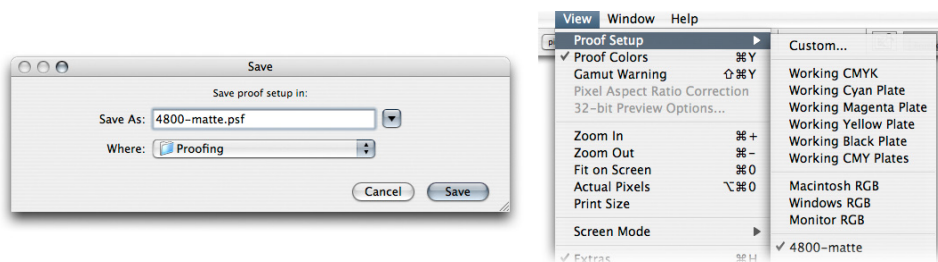 Save
Save proof setup in:
Save As: 4800-matte.psf
Where: Proofing
Cancel Save
View Window Help
Proof Setup
✓ Proof Colors ⌘Y
Gamut Warning ⇧⌘Y
Pixel Aspect Ratio Correction
32-bit Preview Options...
Zoom In ⌘+
Zoom Out ⌘-
Fit on Screen ⌘0
Actual Pixels ⌥⌘0
Print Size
Screen Mode
✓ Extras ⌘H
Custom...
Working CMYK
Working Cyan Plate
Working Magenta Plate
Working Yellow Plate
Working Black Plate
Working CMY Plates
Macintosh RGB
Windows RGB
Monitor RGB
✓ 4800-matte